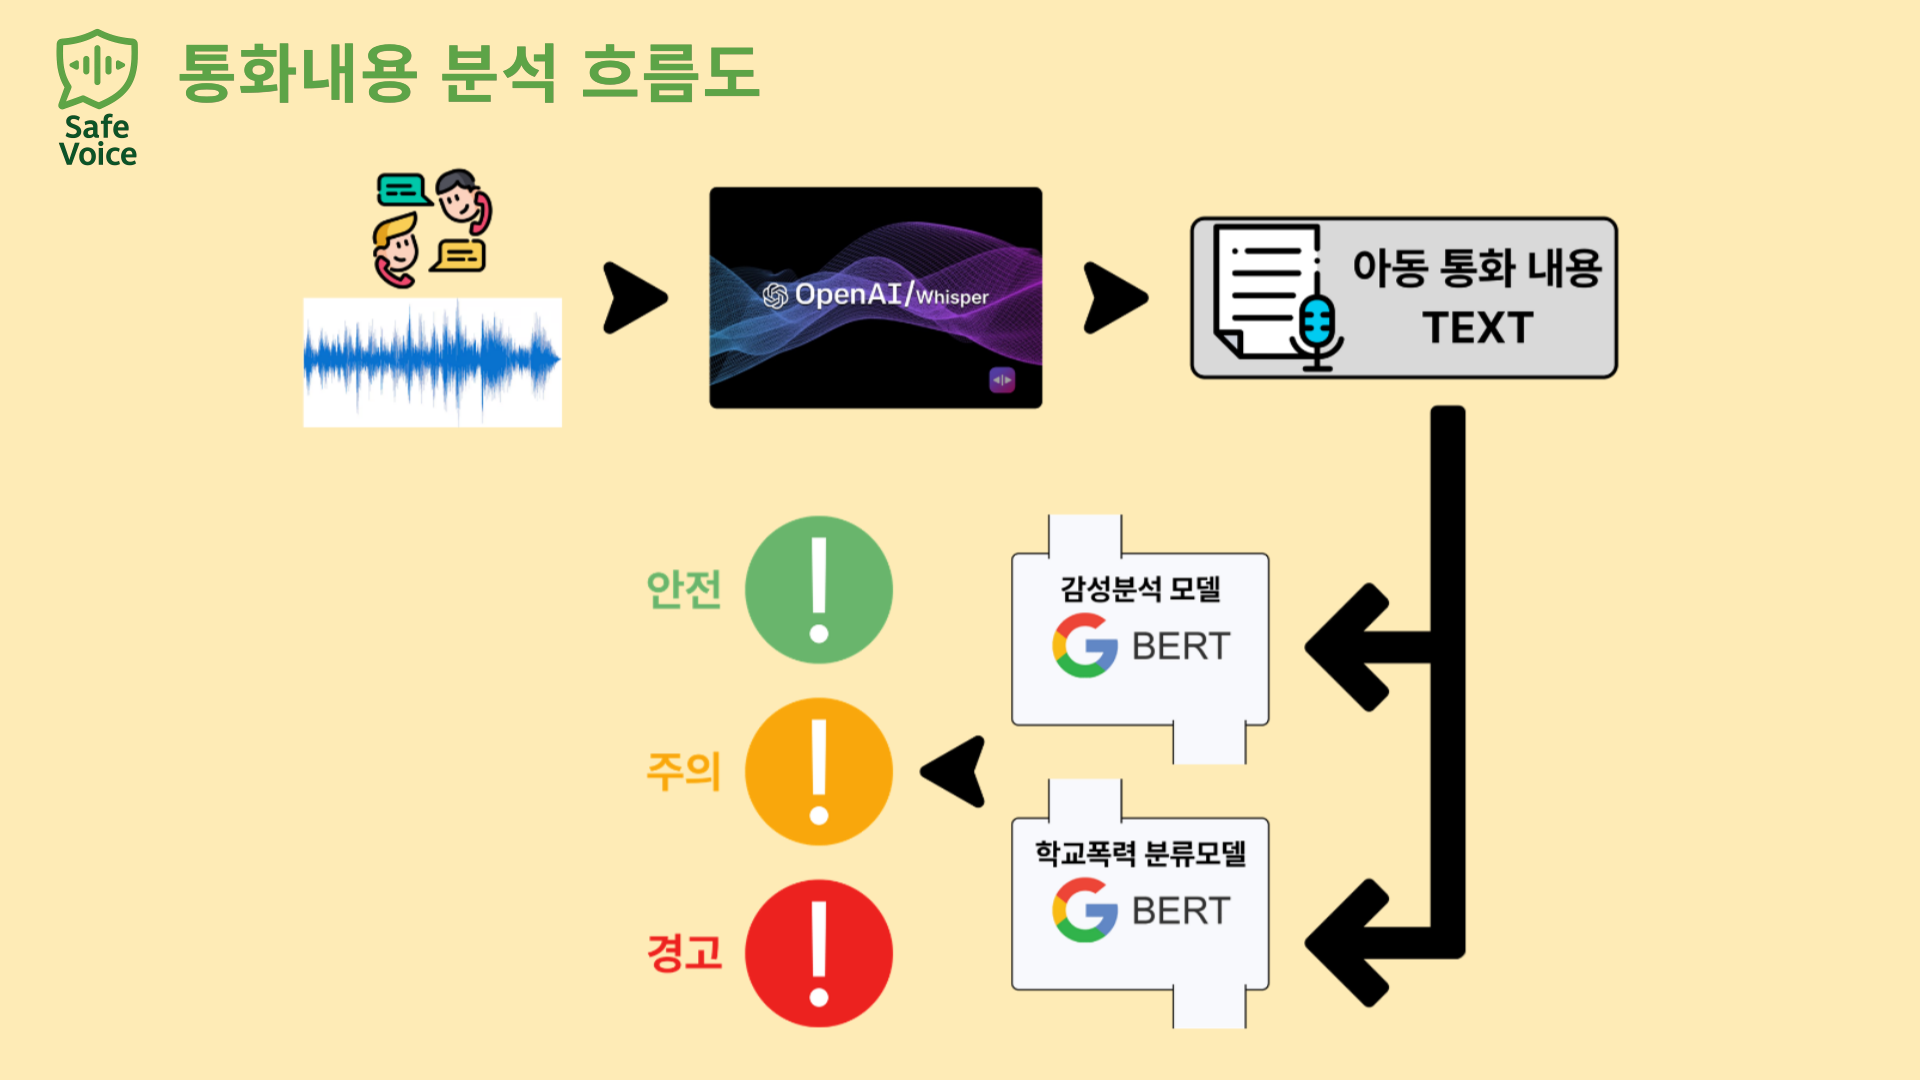 Safe
Voice
통화내용 분석 흐름도
OpenAI/Whisper
아동 통화 내용
TEXT
안전
주의
경고
감성분석 모델
BERT
학교폭력 분류모델
BERT